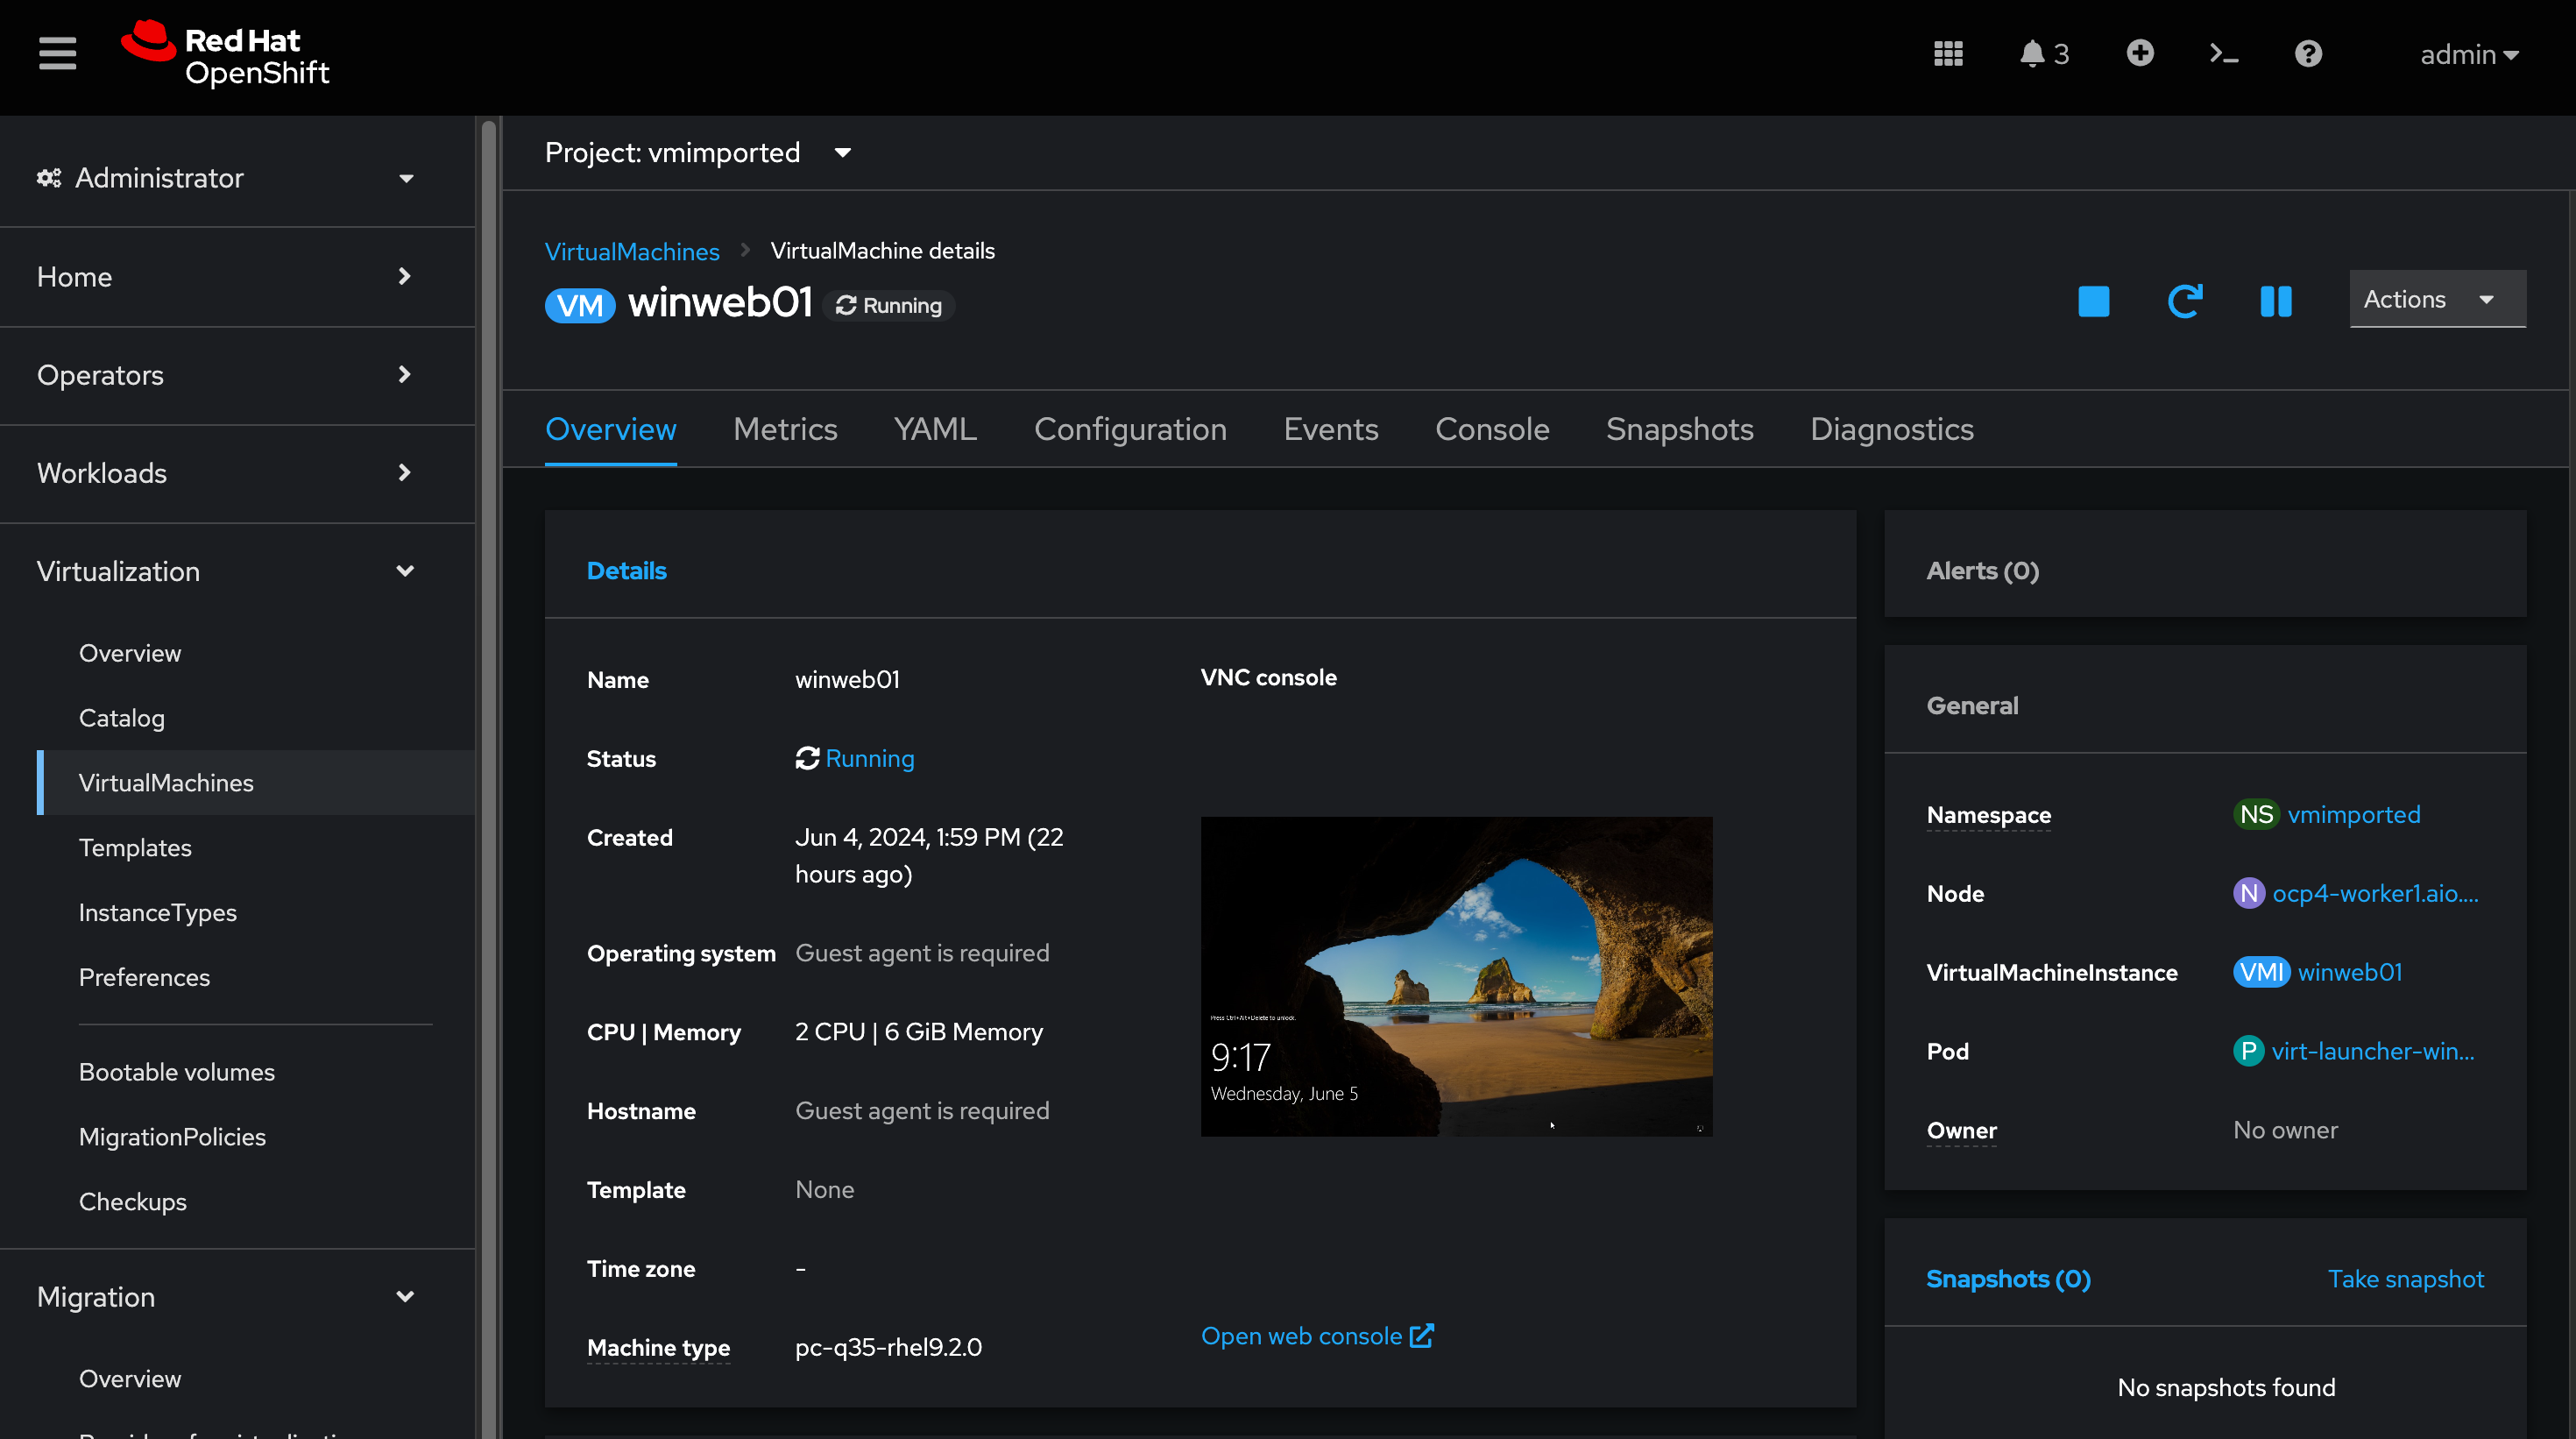 Red Hat
OpenShift
3
admin
Administrator
Home
Operators
Workloads
Virtualization
Overview
Catalog
VirtualMachines
Templates
InstanceTypes
Preferences
Bootable volumes
MigrationPolicies
Checkups
Migration
Overview
Project: vmimported
VirtualMachines
VirtualMachine details
VM winweb01 Running
Actions
Overview Metrics YAML Configuration Events Console Snapshots Diagnostics
Details
Name winweb01
Status Running
Created Jun 4, 2024, 1:59 PM (22
hours ago)
Operating system Guest agent is required
CPU | Memory 2 CPU | 6 GiB Memory
Hostname Guest agent is required
Template None
Time zone -
Machine type pc-q35-rhel9.2.0
VNC console
Press Ctrl+Alt+Delete to unlock.
9:17
Wednesday, June 5
Open web console
Alerts (0)
General
Namespace NS vmimported
Node N ocp4-worker1.aio....
VirtualMachineInstance VMI winweb01
Pod P virt-launcher-win...
Owner No owner
Snapshots (0) Take snapshot
No snapshots found